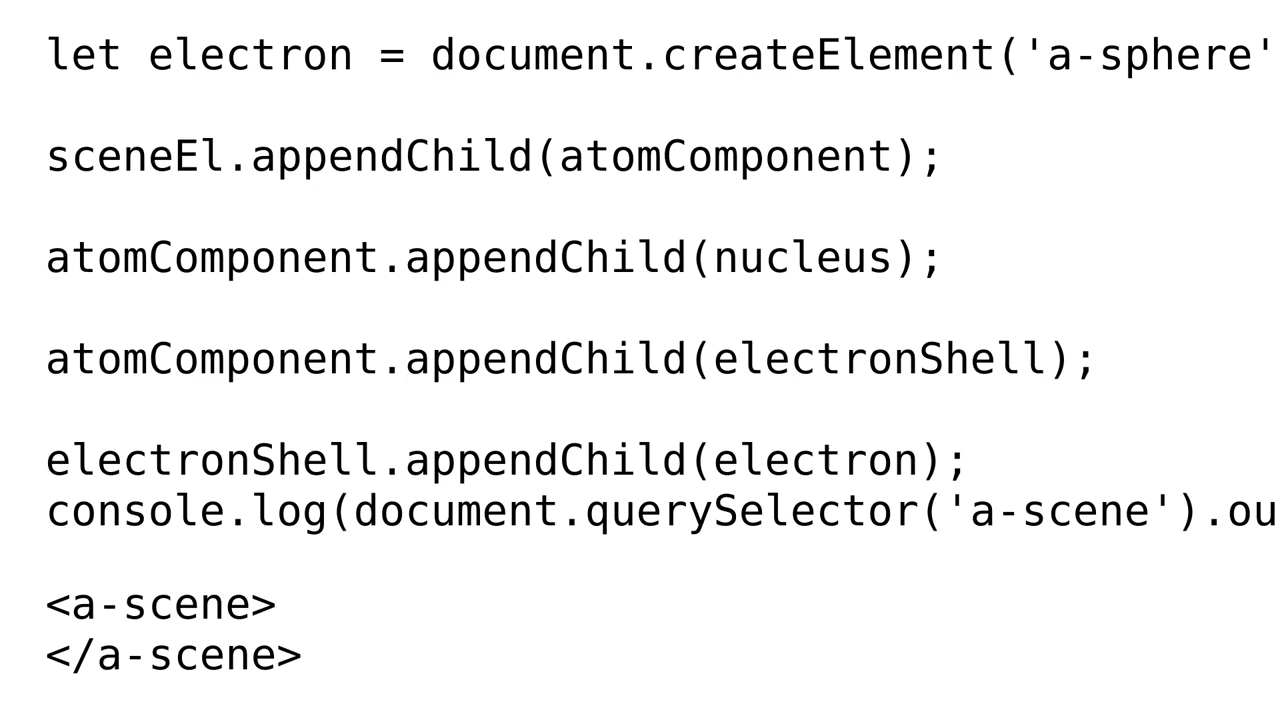 let electron = document.createElement('a-sphere'
sceneEl.appendChild(atomComponent);
atomComponent.appendChild(nucleus);
atomComponent.appendChild(electronShell);
electronShell.appendChild(electron);
console.log(document.querySelector('a-scene').ou
<a-scene>
</a-scene>